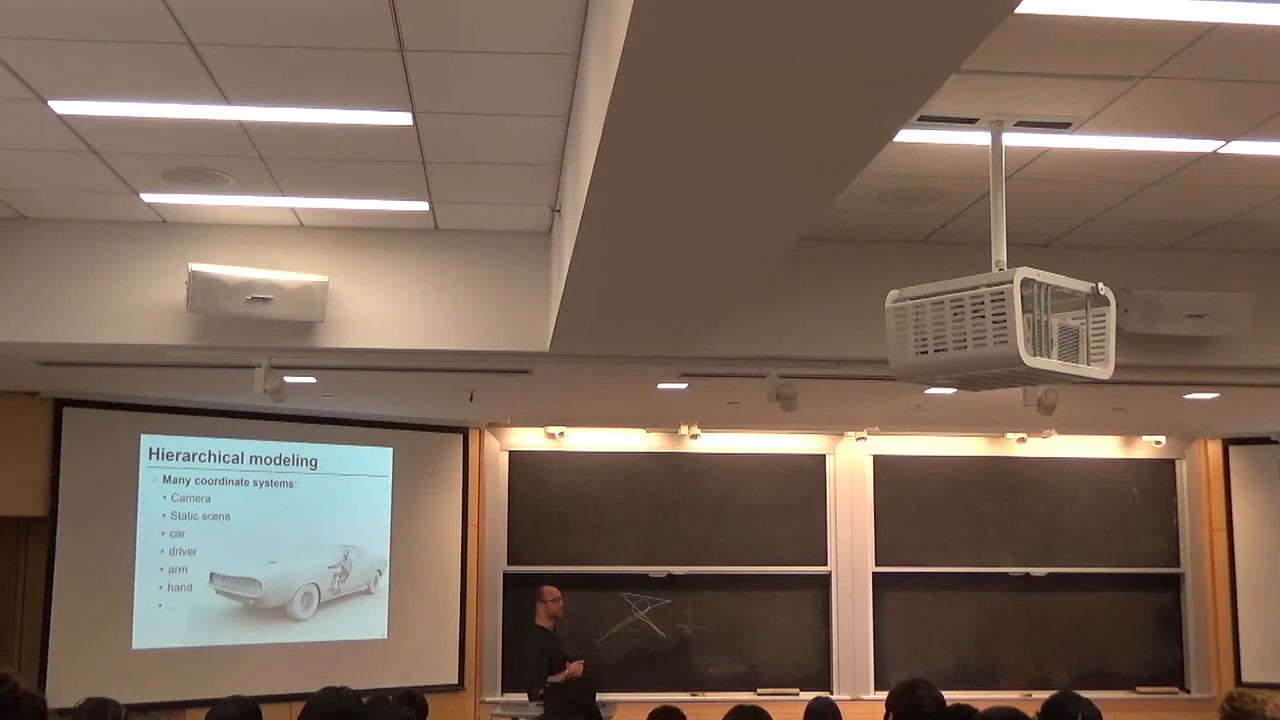 Hierarchical modeling
- Many coordinate systems:
• Camera
• Static scene
• car
• driver
• arm
• hand
• ...